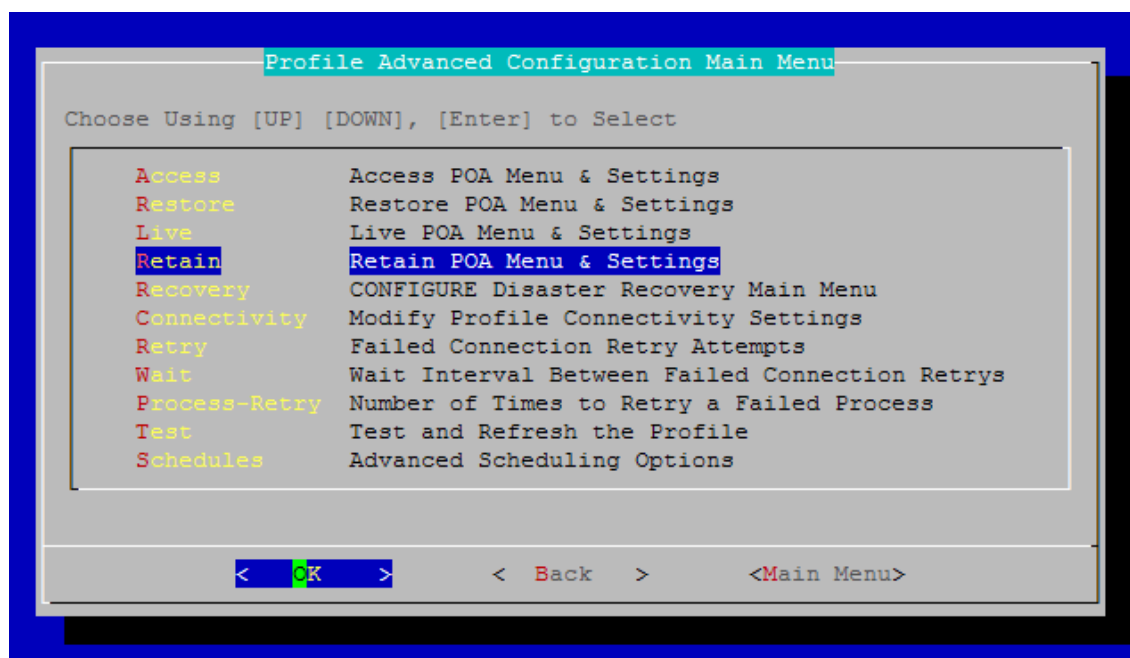 Profile Advanced Configuration Main Menu
Choose Using [UP] [DOWN], [Enter] to Select
Access Access POA Menu & Settings
Restore Restore POA Menu & Settings
Live Live POA Menu & Settings
Retain Retain POA Menu & Settings
Recovery CONFIGURE Disaster Recovery Main Menu
Connectivity Modify Profile Connectivity Settings
Retry Failed Connection Retry Attempts
Wait Wait Interval Between Failed Connection Retrys
Process-Retry Number of Times to Retry a Failed Process
Test Test and Refresh the Profile
Schedules Advanced Scheduling Options
< OK > < Back > <Main Menu>